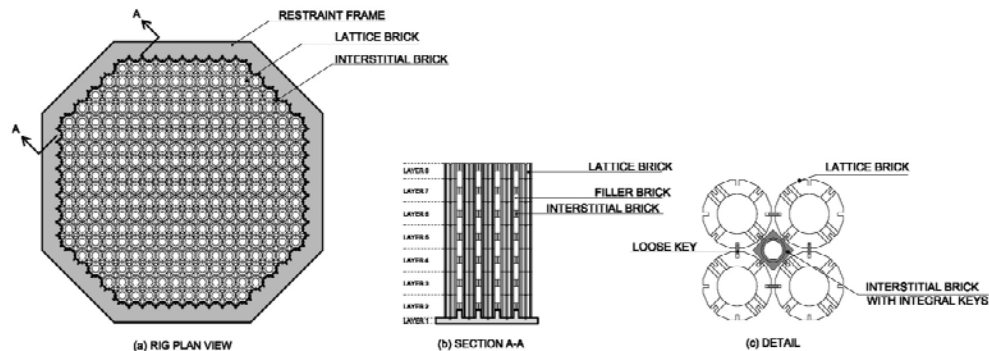 A
A
RESTRAINT FRAME
LATTICE BRICK
INTERSTITIAL BRICK
(a) RIG PLAN VIEW
LAYER 8
LAYER 7
LAYER 6
LAYER 5
LAYER 4
LAYER 3
LAYER 2
LAYER 1
LATTICE BRICK
FILLER BRICK
INTERSTITIAL BRICK
(b) SECTION A-A
LATTICE BRICK
LOOSE KEY
INTERSTITIAL BRICK
WITH INTEGRAL KEYS
(c) DETAIL